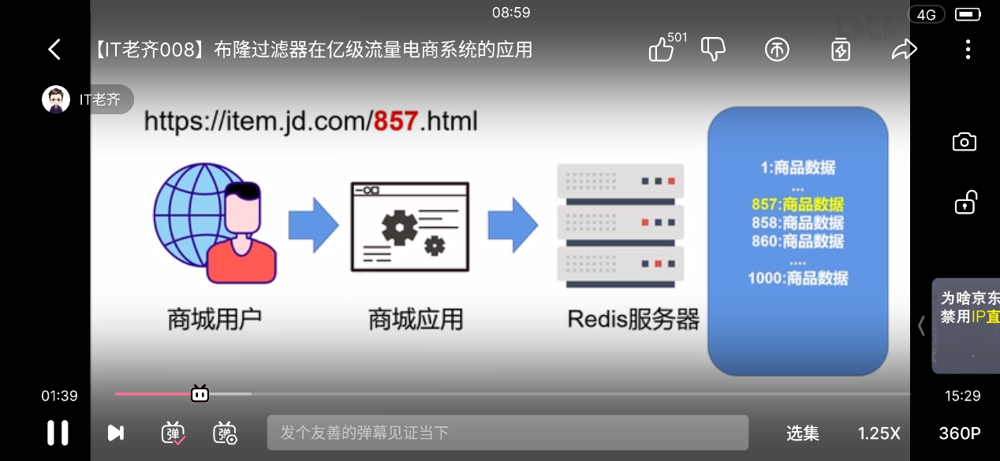 08:59
4G
【IT老齐008】布隆过滤器在亿级流量电商系统的应用
501
IT老齐
https://item.jd.com/857.html
1:商品数据
...
857:商品数据
858:商品数据
860:商品数据
....
1000:商品数据
商城用户
商城应用
Redis服务器
为啥京东
禁用IP直
01:39
15:29
弹
弹
发个友善的弹幕见证当下
选集
1.25X
360P